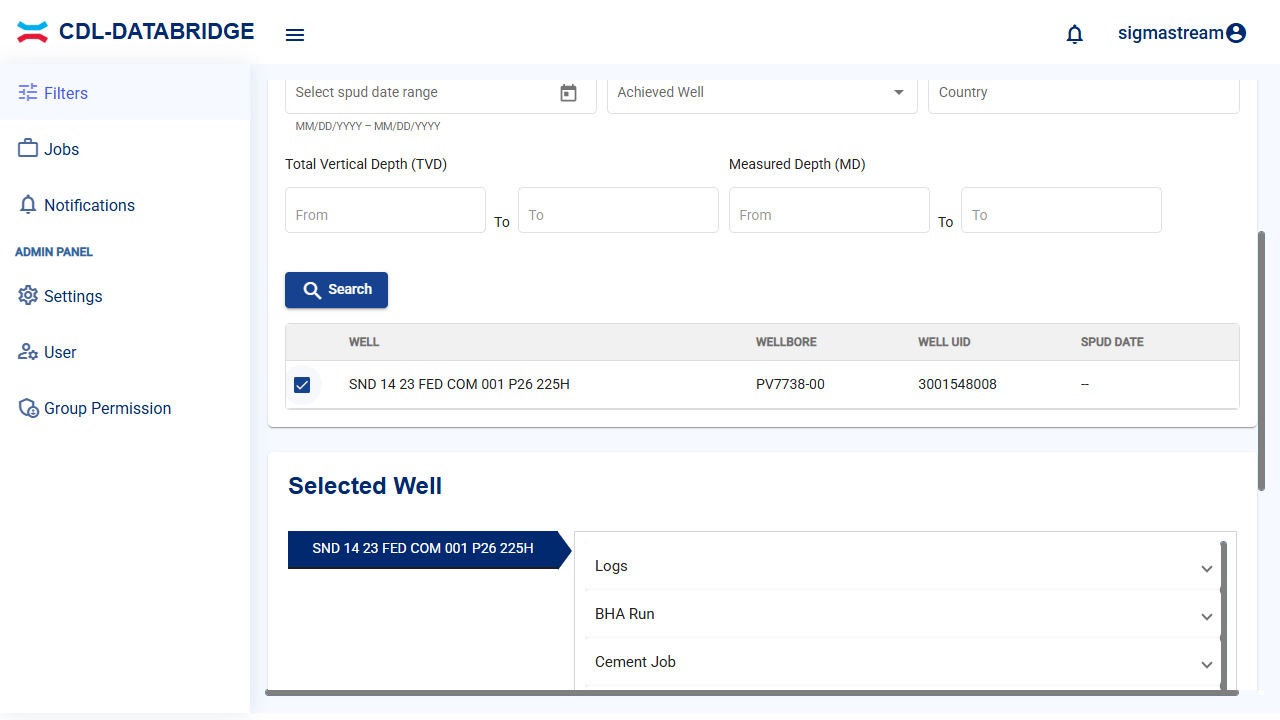 CDL-DATABRIDGE
sigmastream
Filters
Jobs
Notifications
ADMIN PANEL
Settings
User
Group Permission
Select spud date range
Achieved Well
Country
MM/DD/YYYY – MM/DD/YYYY
Total Vertical Depth (TVD)
Measured Depth (MD)
From
To
To
From
To
To
Search
WELL WELLBORE WELL UID SPUD DATE
SND 14 23 FED COM 001 P26 225H PV7738-00 3001548008 --
Selected Well
SND 14 23 FED COM 001 P26 225H
Logs
BHA Run
Cement Job